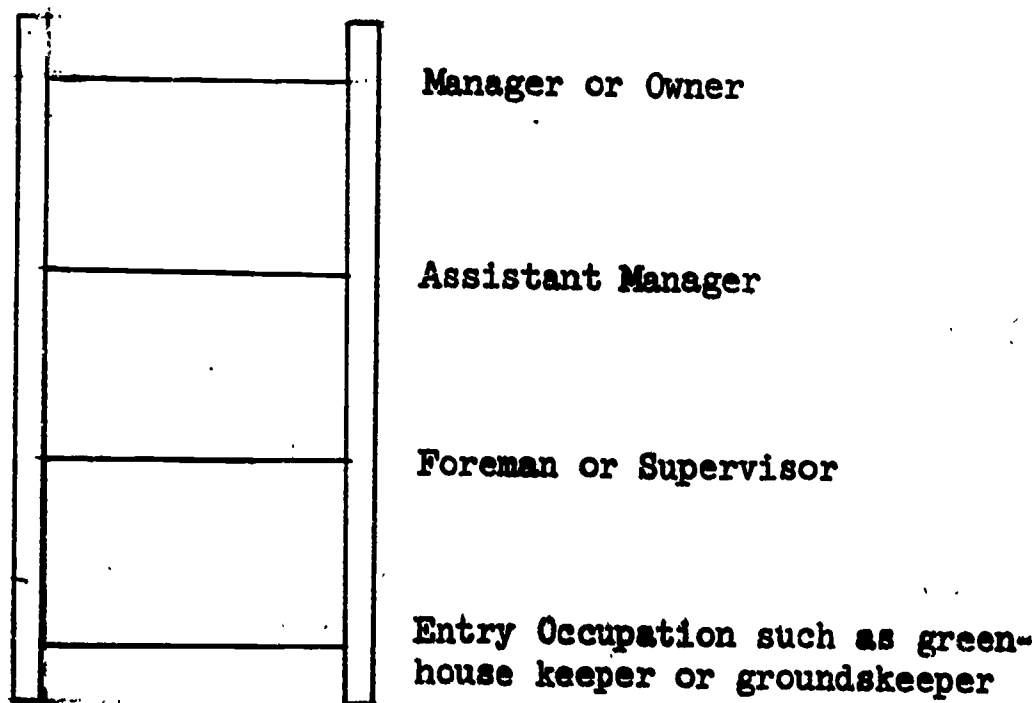 Manager or Owner
Assistant Manager
Foreman or Supervisor
Entry Occupation such as green-
house keeper or groundskeeper